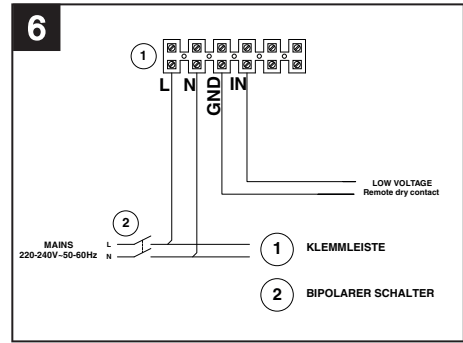 6
1
L N GND IN
LOW VOLTAGE
Remote dry contact
2
MAINS
220-240V~50-60Hz
L
N
1 KLEMMLEISTE
2 BIPOLARER SCHALTER